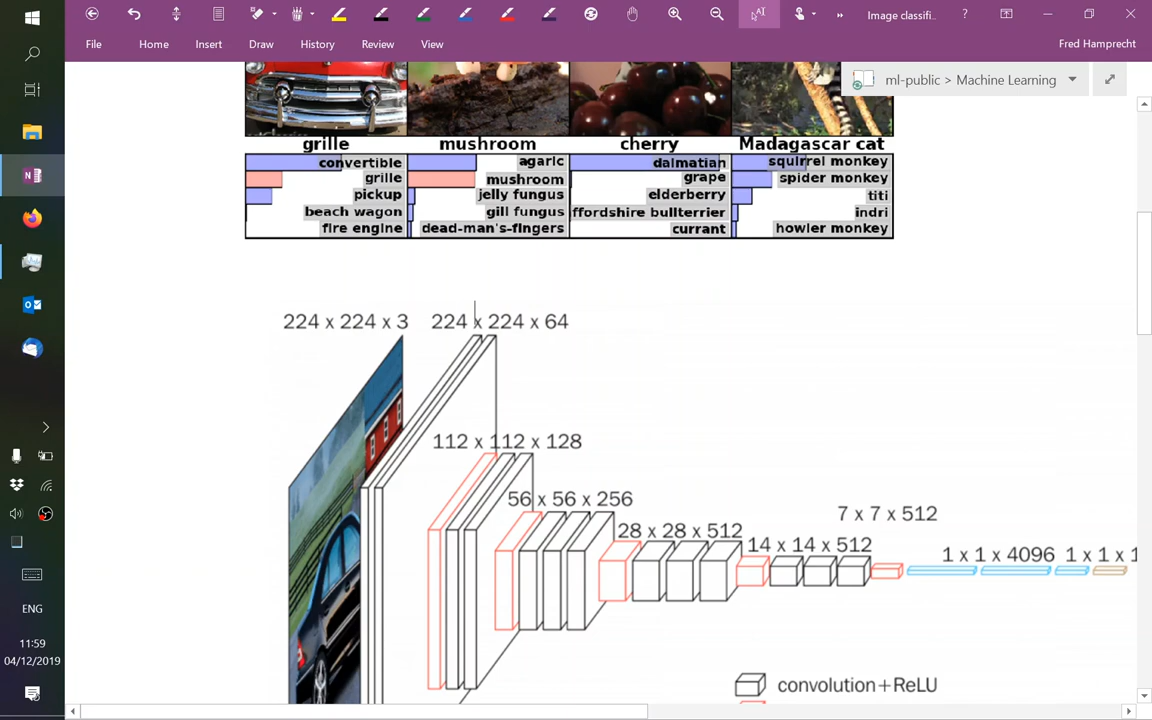 Image classifi..
File Home Insert Draw History Review View
Fred Hamprecht
ml-public > Machine Learning
grille mushroom cherry Madagascar cat
convertible agaric dalmatian squirrel monkey
grille mushroom grape spider monkey
pickup jelly fungus elderberry titi
beach wagon gill fungus ffordshire bullterrier indri
fire engine dead-man's-fingers currant howler monkey
224 x 224 x 3 224 x 224 x 64
112 x 112 x 128
56 x 56 x 256
7 x 7 x 512
28 x 28 x 512
14 x 14 x 512
1 x 1 x 4096 1 x 1 x 1
convolution+ReLU
ENG
11:59
04/12/2019